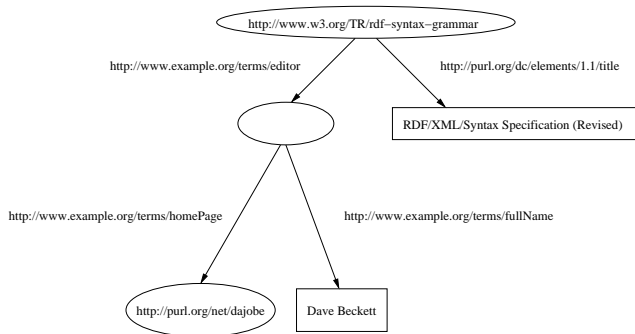 http://www.w3.org/TR/rdf−syntax−grammar
http://www.example.org/terms/editor
http://purl.org/dc/elements/1.1/title
RDF/XML/Syntax Specification (Revised)
http://www.example.org/terms/homePage
http://www.example.org/terms/fullName
http://purl.org/net/dajobe
Dave Beckett